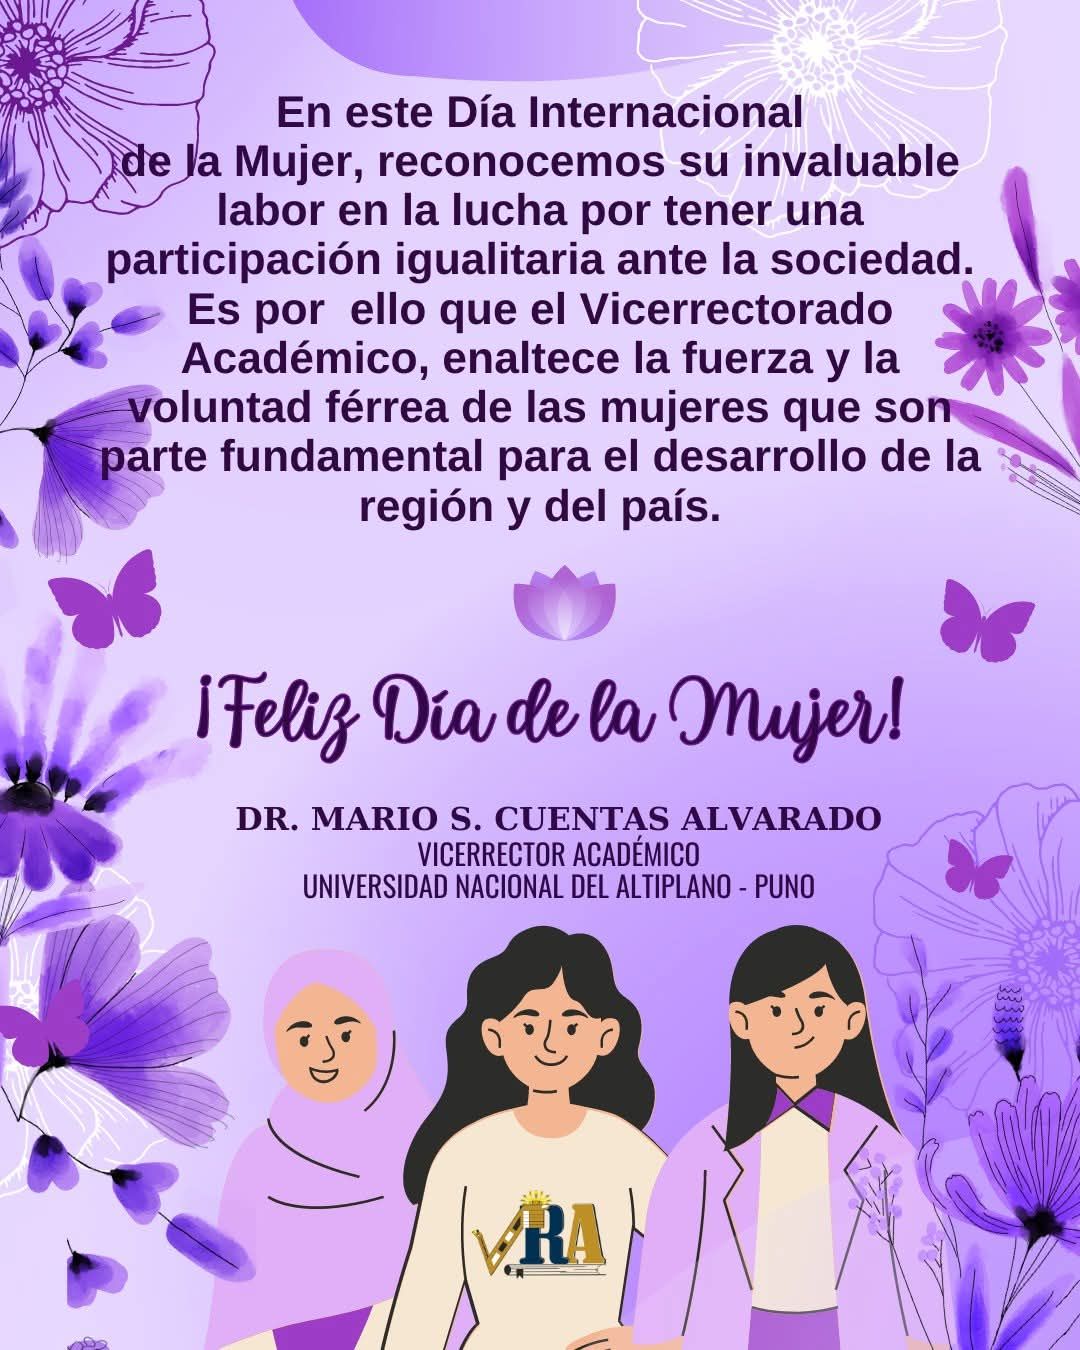 En este Día Internacional
de la Mujer, reconocemos su invaluable
labor en la lucha por tener una
participación igualitaria ante la sociedad.
Es por  ello que el Vicerrectorado
Académico, enaltece la fuerza y la
voluntad férrea de las mujeres que son
parte fundamental para el desarrollo de la
región y del país.
¡Feliz Día de la Mujer!
DR. MARIO S. CUENTAS ALVARADO
VICERRECTOR ACADÉMICO
UNIVERSIDAD NACIONAL DEL ALTIPLANO - PUNO
VRA